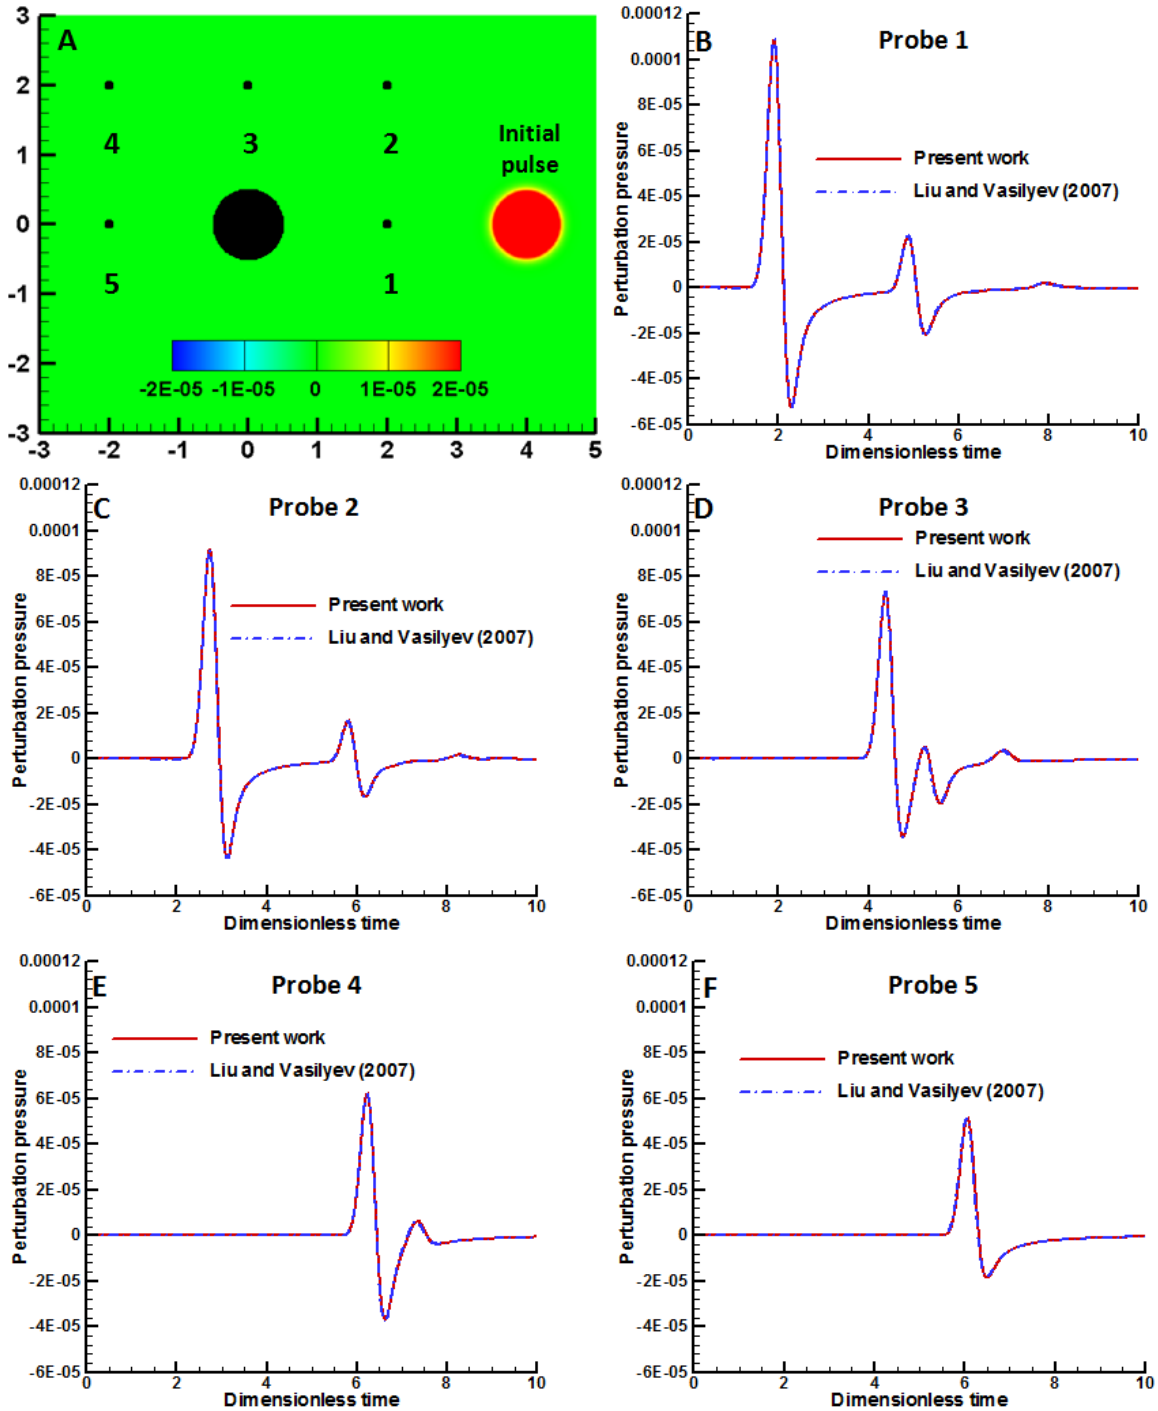 A
3
2
1
0
-1
-2
-3
4
3
2
Initial
pulse
5
1
-2E-05 -1E-05 0 1E-05 2E-05
-3 -2 -1 0 1 2 3 4 5
B
Probe 1
0.00012
0.0001
8E-05
6E-05
4E-05
2E-05
0
-2E-05
-4E-05
-6E-05
Perturbation pressure
Present work
Liu and Vasilyev (2007)
0 2 4 6 8 10
Dimensionless time
C
Probe 2
0.00012
0.0001
8E-05
6E-05
4E-05
2E-05
0
-2E-05
-4E-05
-6E-05
Perturbation pressure
Present work
Liu and Vasilyev (2007)
0 2 4 6 8 10
Dimensionless time
D
Probe 3
0.00012
0.0001
8E-05
6E-05
4E-05
2E-05
0
-2E-05
-4E-05
-6E-05
Perturbation pressure
Present work
Liu and Vasilyev (2007)
0 2 4 6 8 10
Dimensionless time
E
Probe 4
0.00012
0.0001
8E-05
6E-05
4E-05
2E-05
0
-2E-05
-4E-05
-6E-05
Perturbation pressure
Present work
Liu and Vasilyev (2007)
0 2 4 6 8 10
Dimensionless time
F
Probe 5
0.00012
0.0001
8E-05
6E-05
4E-05
2E-05
0
-2E-05
-4E-05
-6E-05
Perturbation pressure
Present work
Liu and Vasilyev (2007)
0 2 4 6 8 10
Dimensionless time